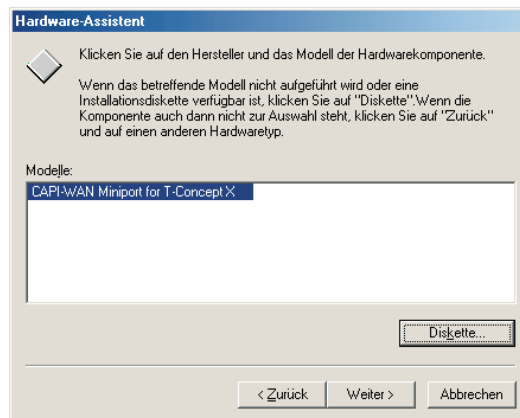 Hardware-Assistent
Klicken Sie auf den Hersteller und das Modell der Hardwarekomponente.
Wenn das betreffende Modell nicht aufgeführt wird oder eine
Installationsdiskette verfügbar ist, klicken Sie auf "Diskette".Wenn die
Komponente auch dann nicht zur Auswahl steht, klicken Sie auf "Zurück"
und auf einen anderen Hardwaretyp.
Modelle:
CAPI-WAN Miniport for T-Concept X
Diskette...
< Zurück Weiter > Abbrechen